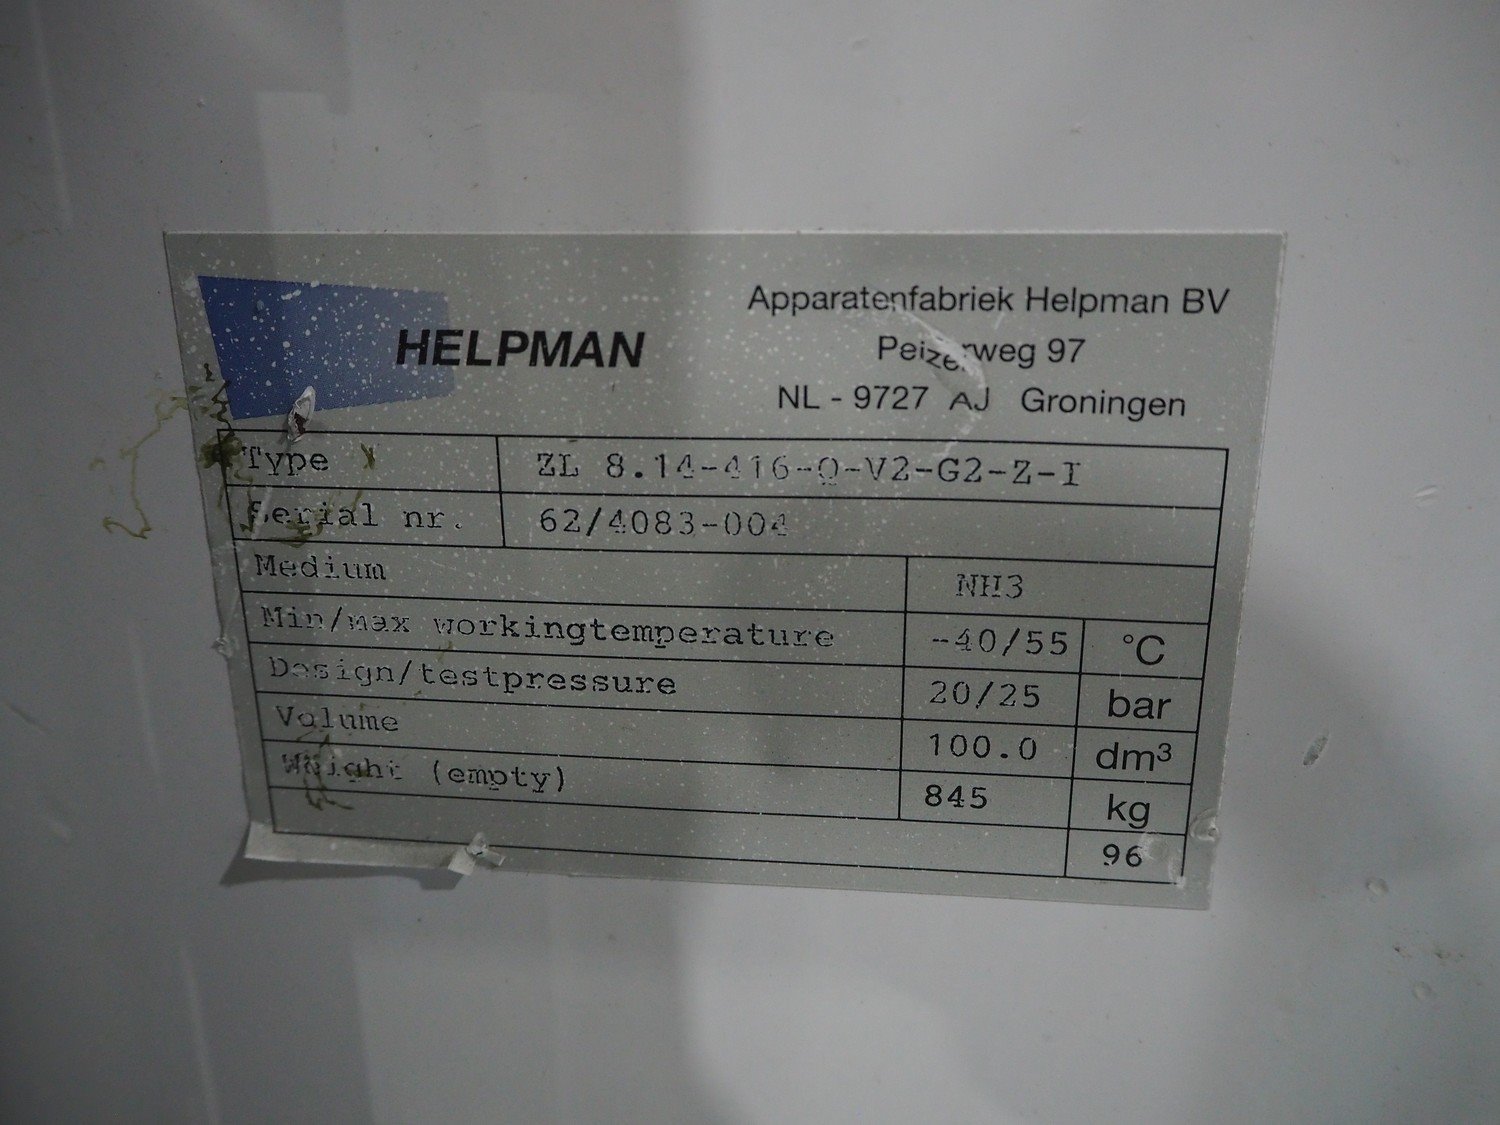 HELPMAN
Apparatenfabriek Helpman BV
Peizerweg 97
NL - 9727 AJ Groningen
Type ZL 8.14-416-Q-V2-G2-Z-I
Serial nr. 62/4083-004
Medium NH3
Min/max workingtemperature -40/55 °C
Design/testpressure 20/25 bar
Volume 100.0 dm³
Weight (empty) 845 kg
96